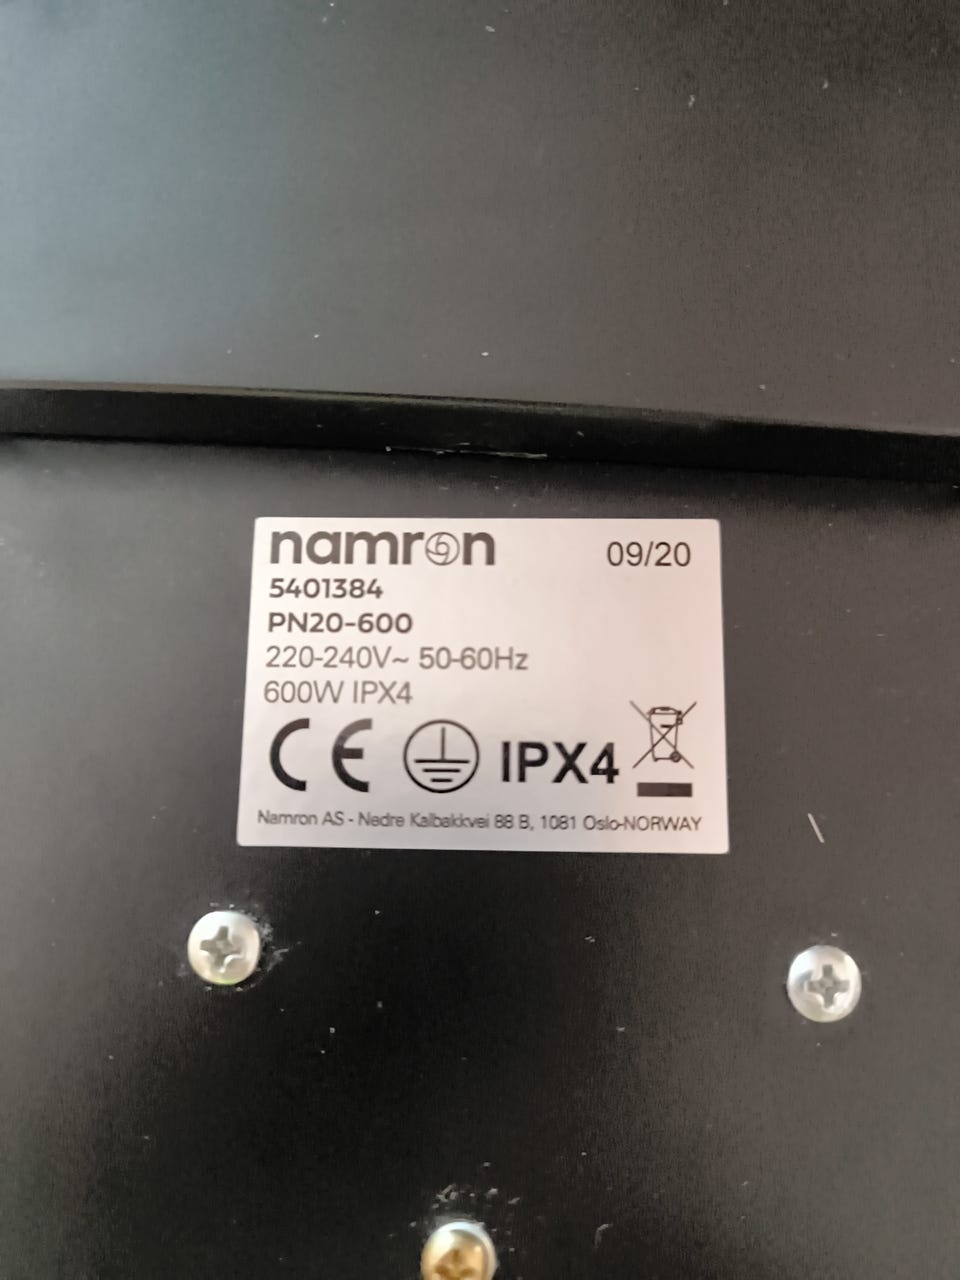 namron
09/20
5401384
PN20-600
220-240V~ 50-60Hz
600W IPX4
CE IPX4
Namron AS - Nedre Kalbakkvei 88 B, 1081 Oslo-NORWAY